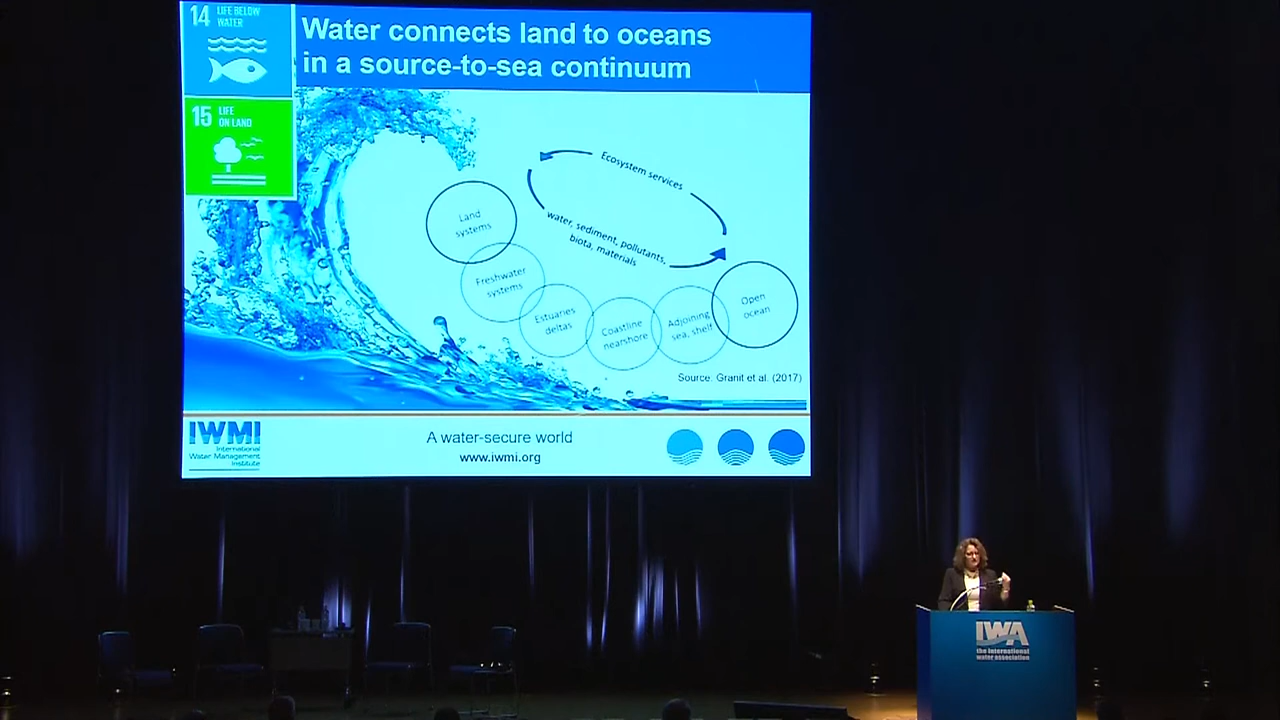 14 LIFE BELOW
WATER
15 LIFE
ON LAND
Water connects land to oceans
in a source-to-sea continuum
Ecosystem services
water, sediment, pollutants,
biota, materials
Land
systems
Freshwater
systems
Estuaries
deltas
Coastline
nearshore
Adjoining
sea, shelf
Open
ocean
Source: Granit et al. (2017)
IWMI
International
Water Management
Institute
A water-secure world
www.iwmi.org
IWA
the international
water association